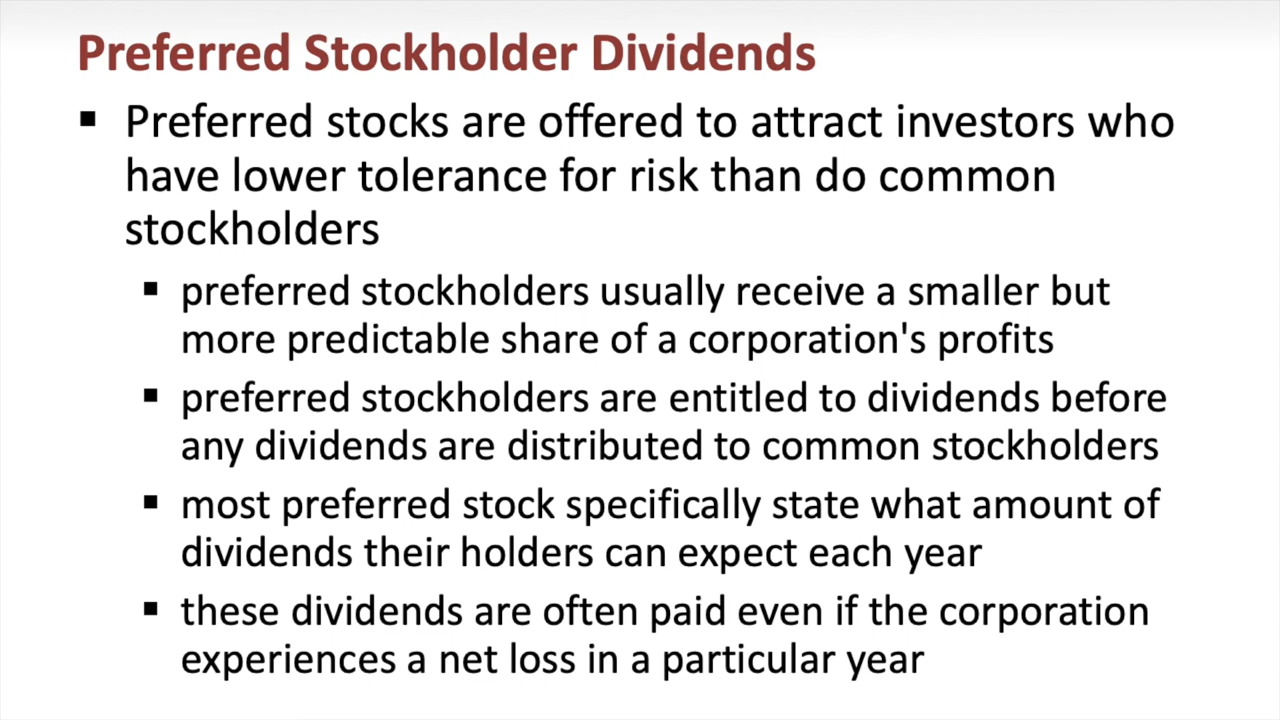 Preferred Stockholder Dividends
▪ Preferred stocks are offered to attract investors who
have lower tolerance for risk than do common
stockholders
▪ preferred stockholders usually receive a smaller but
more predictable share of a corporation's profits
▪ preferred stockholders are entitled to dividends before
any dividends are distributed to common stockholders
▪ most preferred stock specifically state what amount of
dividends their holders can expect each year
▪ these dividends are often paid even if the corporation
experiences a net loss in a particular year